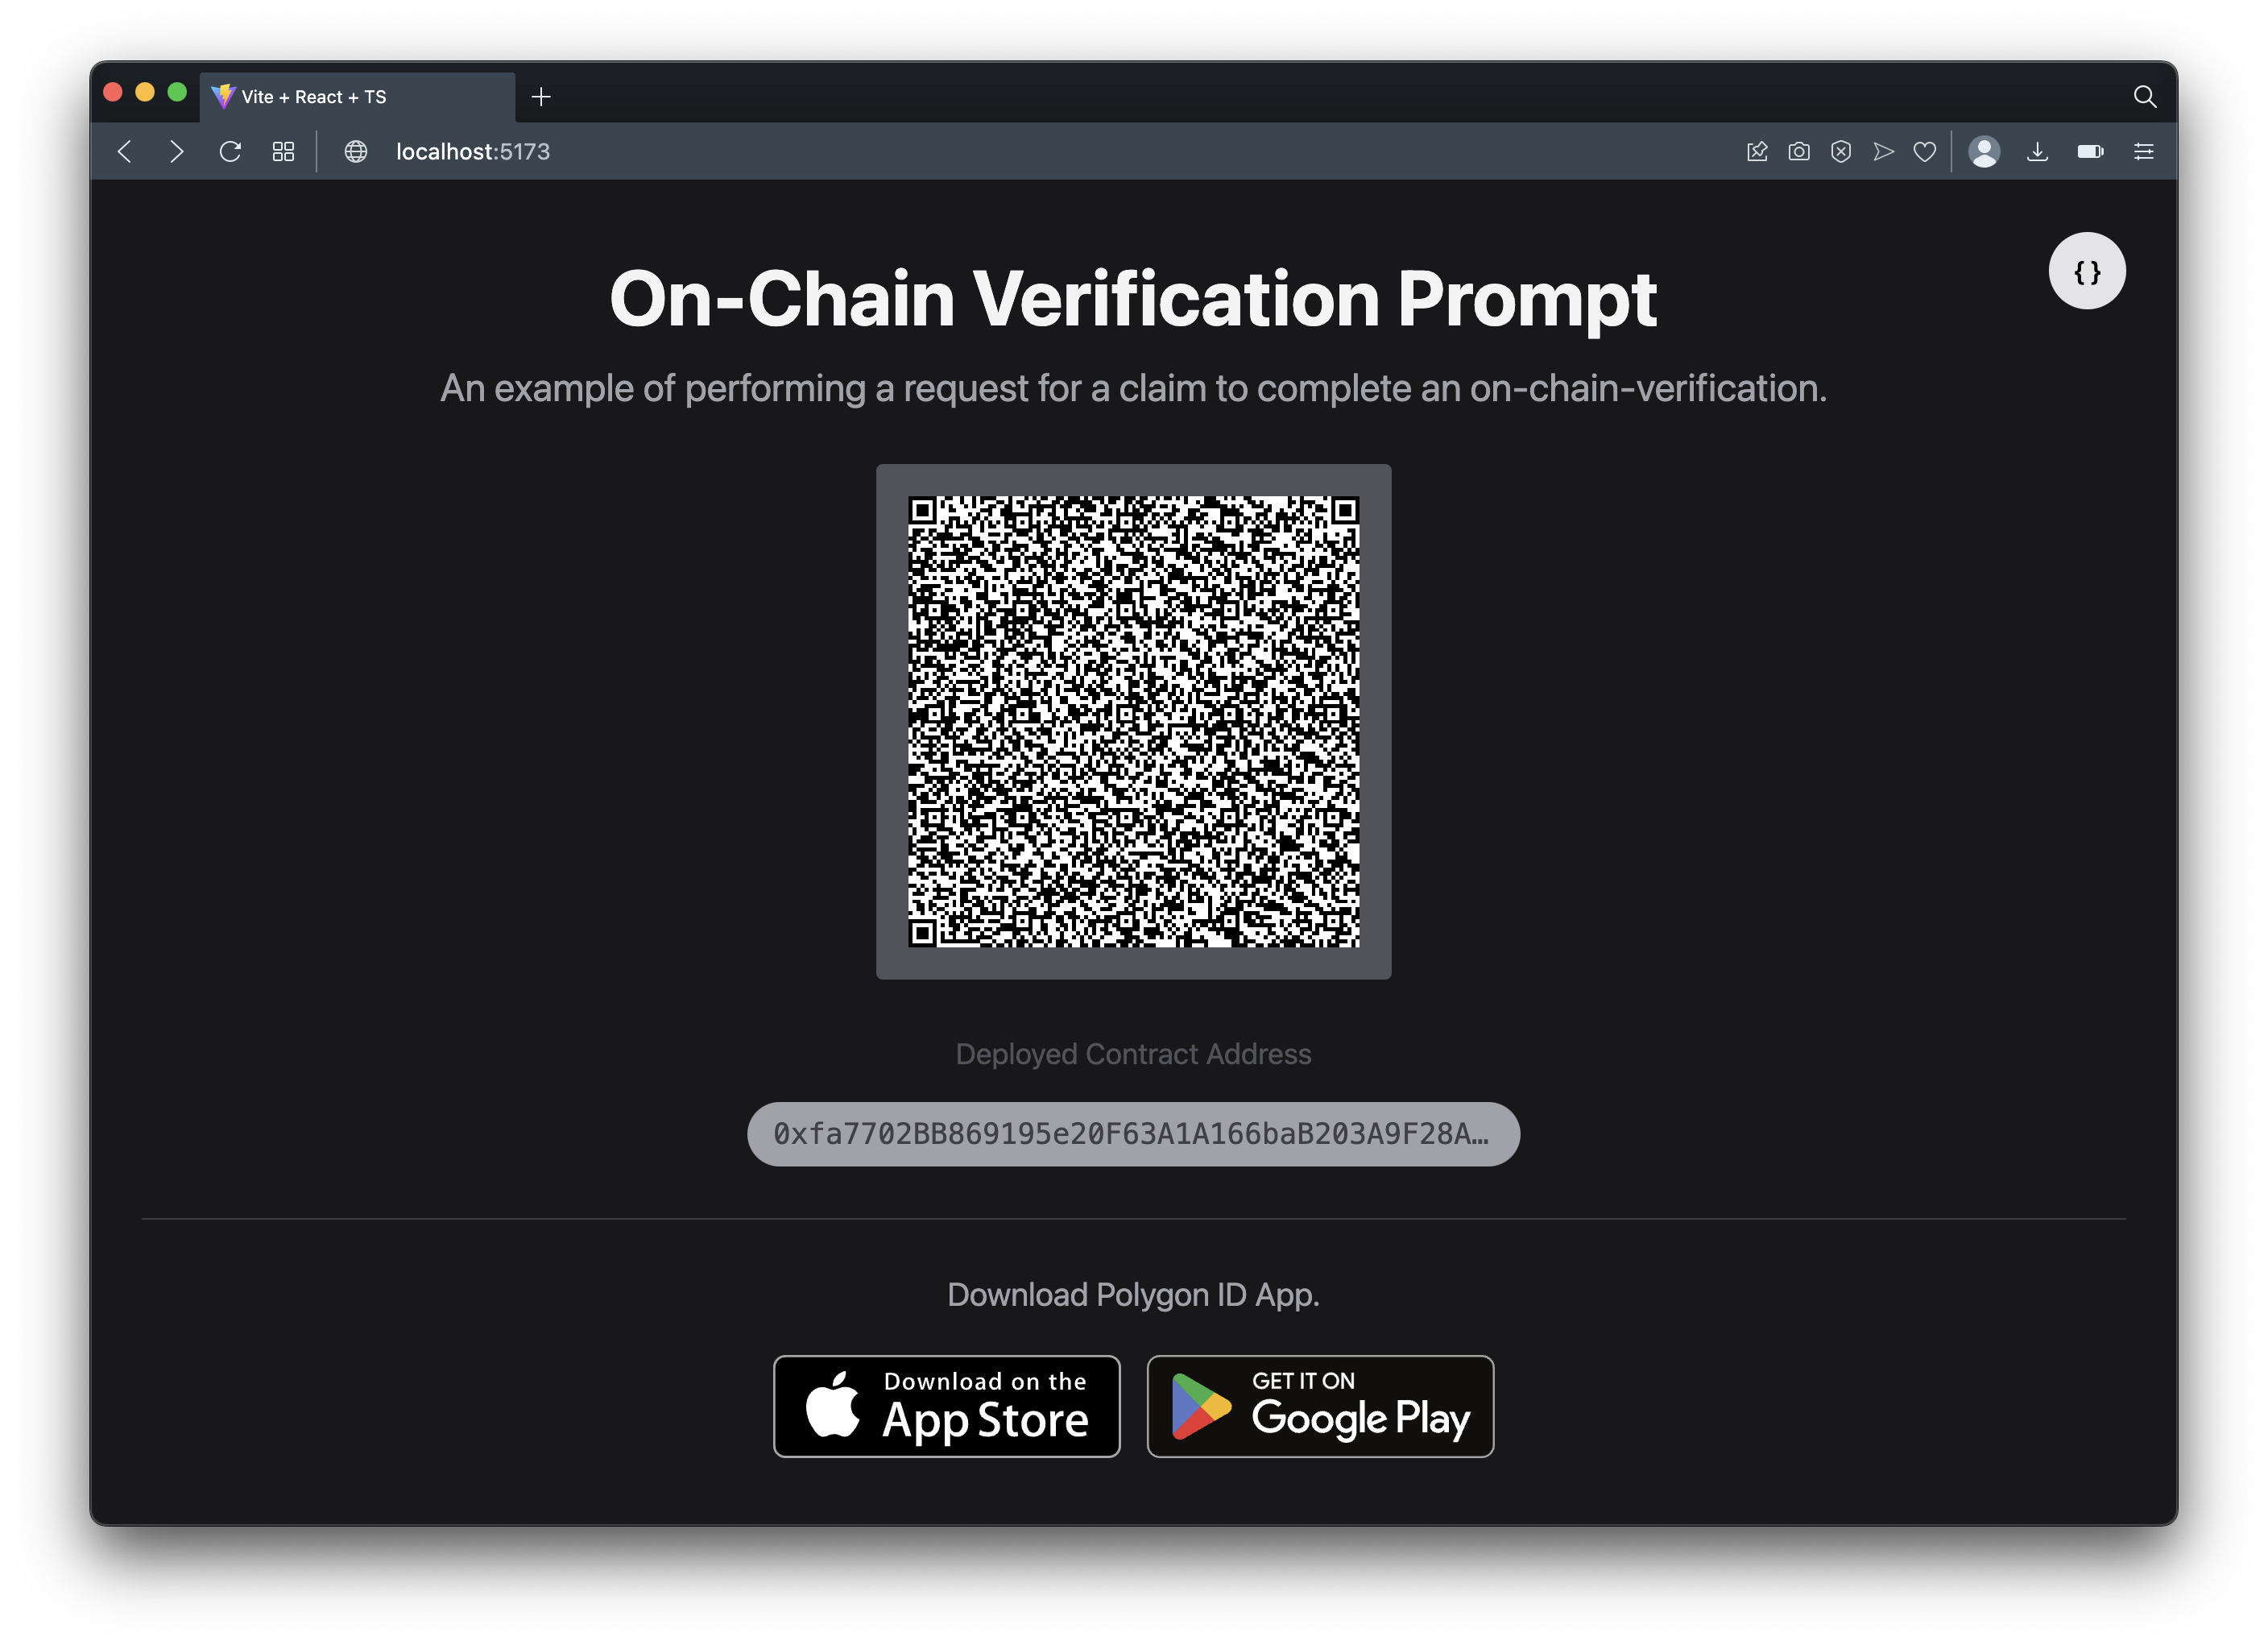 Vite + React + TS
localhost:5173
On-Chain Verification Prompt
{ }
An example of performing a request for a claim to complete an on-chain-verification.
Deployed Contract Address
0xfa7702BB869195e20F63A1A166baB203A9F28A…
Download Polygon ID App.
Download on the
App Store
GET IT ON
Google Play